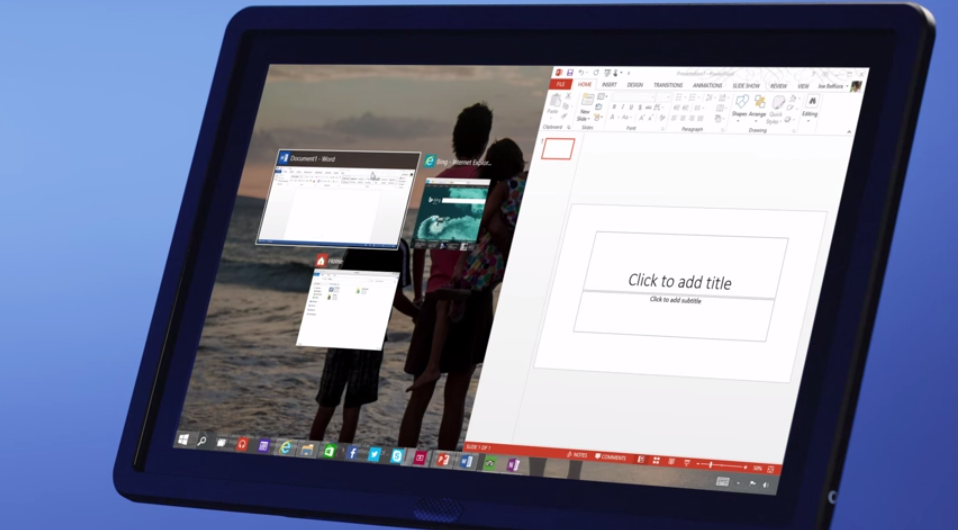 Presentation1 - PowerPoint
FILE HOME INSERT DESIGN TRANSITIONS ANIMATIONS SLIDE SHOW REVIEW VIEW Joe Belfiore
Paste New Slide Shapes Arrange Quick Styles Editing
Clipboard Slides Font Paragraph Drawing
1
Document1 - Word
Bing - Internet Explor...
Home
Click to add title
Click to add subtitle
SLIDE 1 OF 1 NOTES COMMENTS 50%